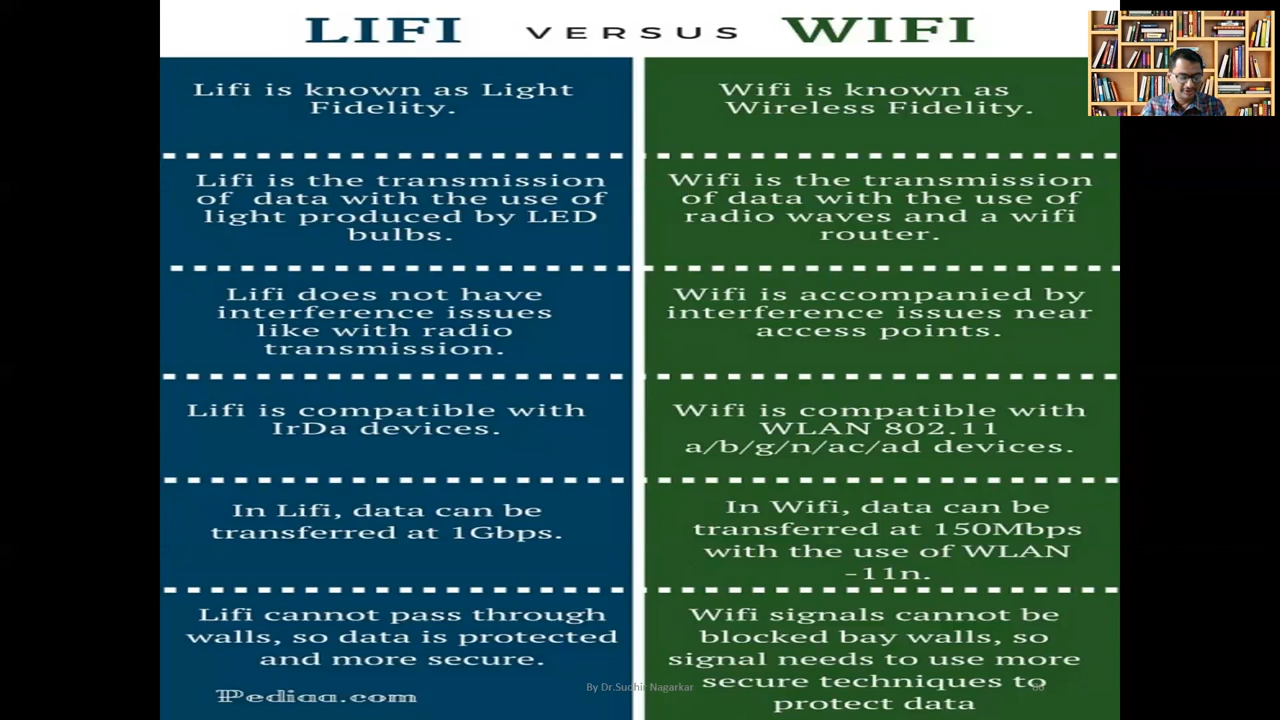 LIFI VERSUS WIFI
Lifi is known as Light
Fidelity.
Wifi is known as
Wireless Fidelity.
Lifi is the transmission
of data with the use of
light produced by LED
bulbs.
Wifi is the transmission
of data with the use of
radio waves and a wifi
router.
Lifi does not have
interference issues
like with radio
transmission.
Wifi is accompanied by
interference issues near
access points.
Lifi is compatible with
IrDa devices.
Wifi is compatible with
WLAN 802.11
a/b/g/n/ac/ad devices.
In Lifi, data can be
transferred at 1Gbps.
In Wifi, data can be
transferred at 150Mbps
with the use of WLAN
-11n.
Lifi cannot pass through
walls, so data is protected
and more secure.
Wifi signals cannot be
blocked bay walls, so
signal needs to use more
secure techniques to
protect data
Pediaa.com
By Dr.Sudhir Nagarkar